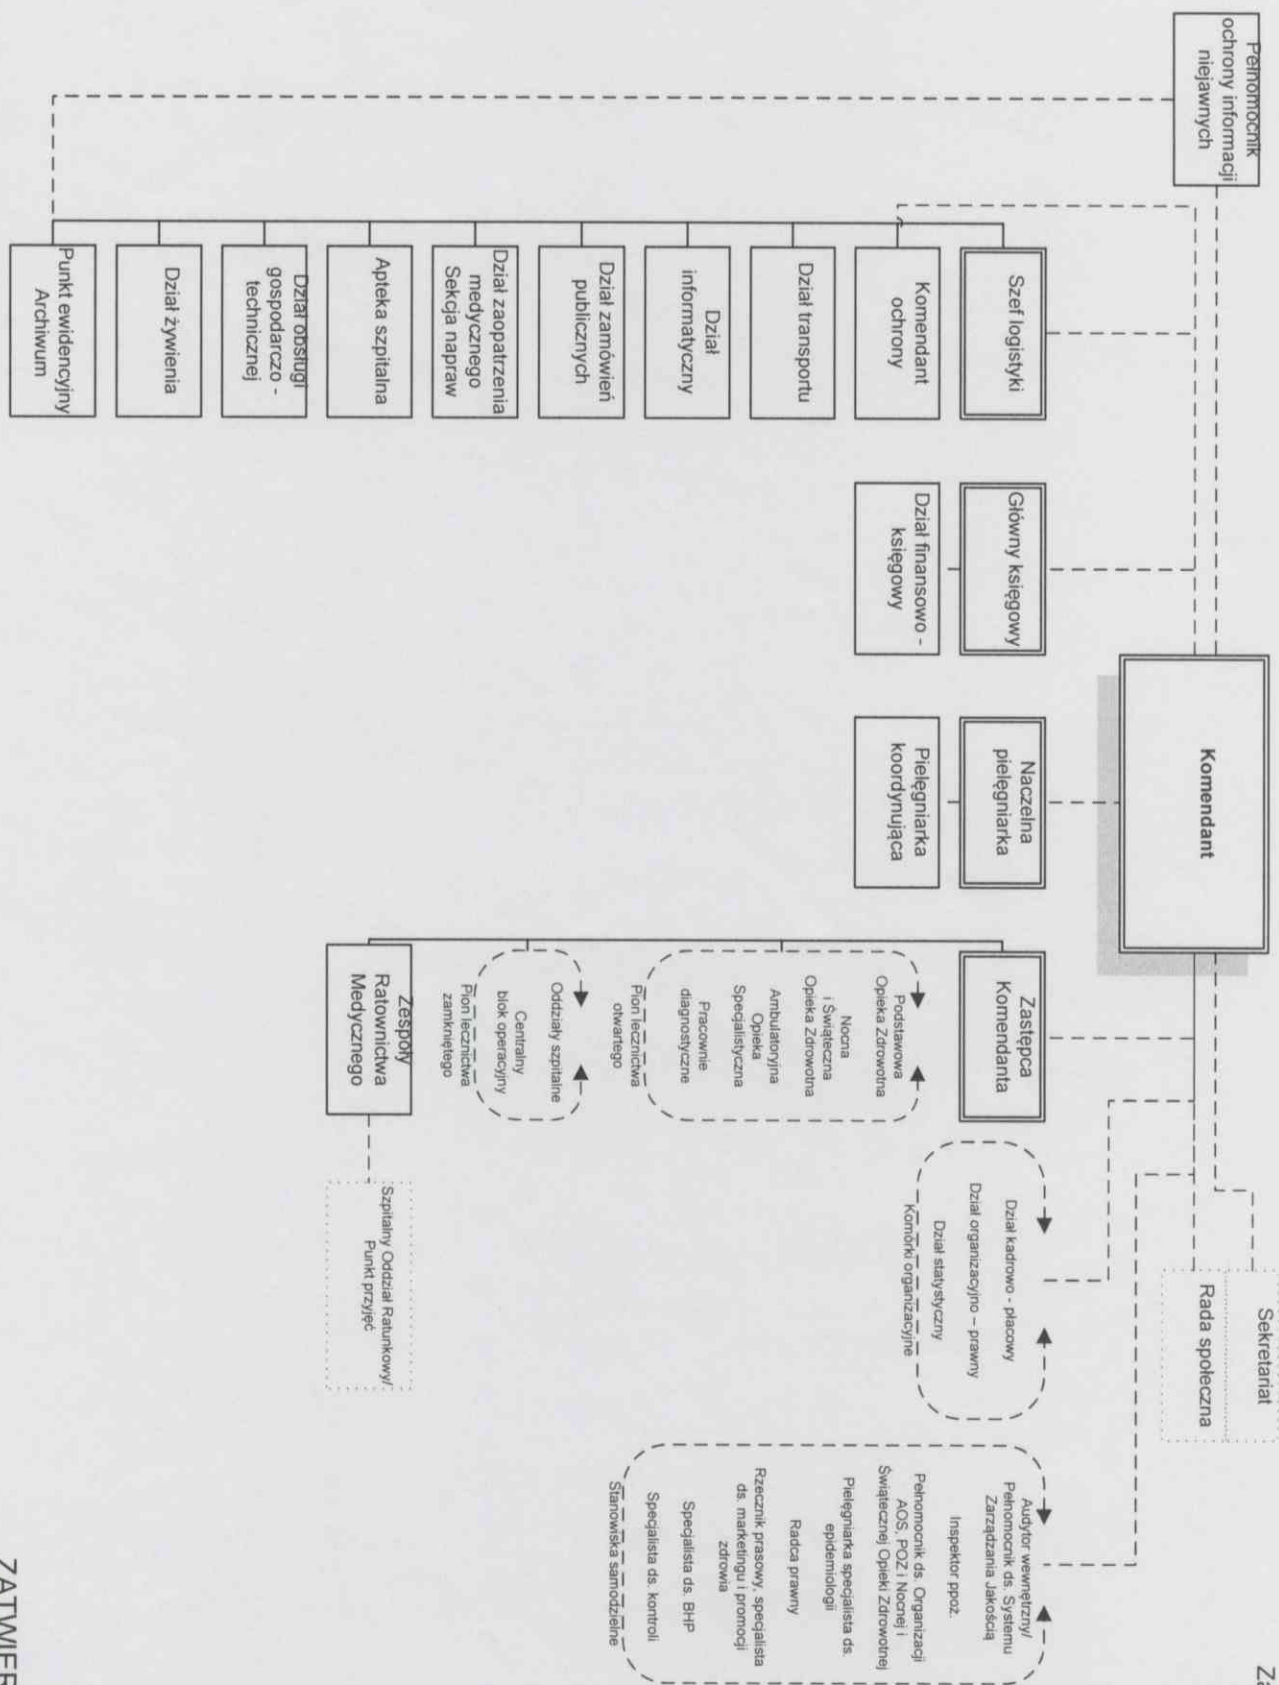 Za
Sekretariat
Rada społeczna
Pełnomocnik
ochrony informacji
niejawnych
Komendant
Szef logistyki
Komendant
ochrony
Dział transportu
Dział
informatyczny
Dział zamówień
publicznych
Dział zaopatrzenia
medycznego
Sekcja napraw
Apteka szpitalna
Dział obsługi
gospodarczo -
technicznej
Dział żywienia
Punkt ewidencyjny
Archiwum
Główny księgowy
Dział finansowo -
księgowy
Naczelna
pielęgniarka
Pielęgniarka
koordynująca
Zastępca
Komendanta
Podstawowa
Opieka Zdrowotna
Nocna
i Świąteczna
Opieka Zdrowotna
Ambulatoryjna
Opieka
Specjalistyczna
Pracownie
diagnostyczne
Pion lecznictwa
otwartego
Oddziały szpitalne
Centralny
blok operacyjny
Pion lecznictwa
zamkniętego
Zespoły
Ratownictwa
Medycznego
Szpitalny Oddział Ratunkowy/
Punkt przyjęć
Dział kadrowo - płacowy
Dział organizacyjno – prawny
Dział statystyczny
Komórki organizacyjne
Audytor wewnętrzny/
Pełnomocnik ds. Systemu
Zarządzania Jakością
Inspektor ppoż.
Pełnomocnik ds. Organizacji
AOS, POZ i Nocnej i
Świątecznej Opieki Zdrowotnej
Pielęgniarka specjalista ds.
epidemiologii
Radca prawny
Rzecznik prasowy, specjalista
ds. marketingu i promocji
zdrowia
Specjalista ds. BHP
Specjalista ds. kontroli
Stanowiska samodzielne
ZATWIER